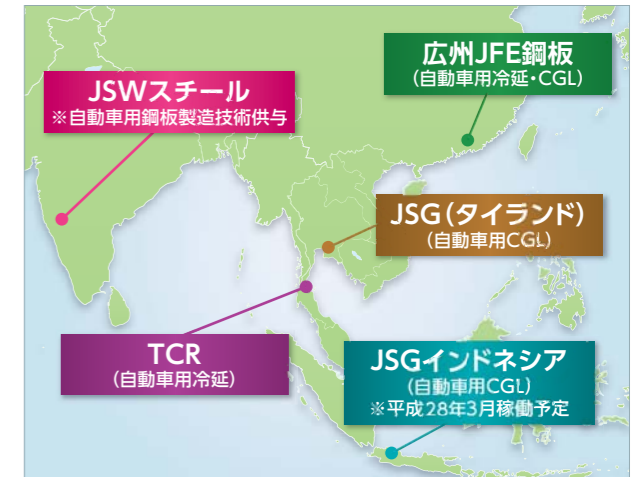 広州JFE鋼板
(自動車用冷延・CGL)
JSWスチール
※自動車用鋼板製造技術供与
JSG(タイランド)
(自動車用CGL)
TCR
(自動車用冷延)
JSGインドネシア
(自動車用CGL)
※平成28年3月稼働予定